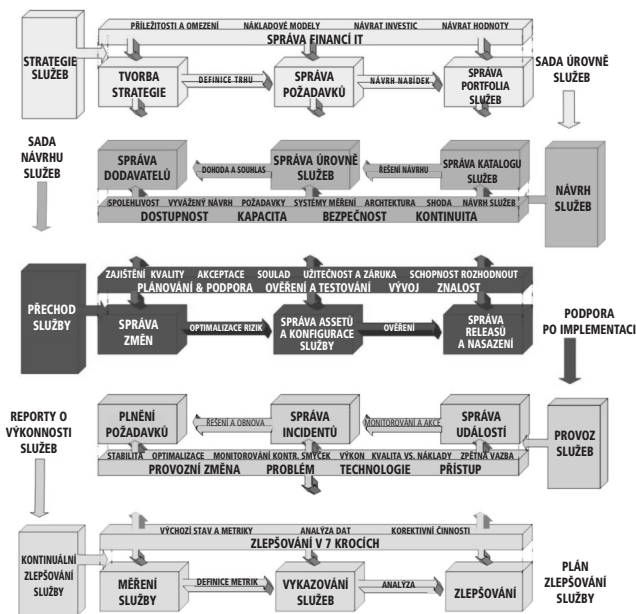 PŘÍLEŽITOSTI A OMEZENÍ NÁKLADOVÉ MODELY NÁVRAT INVESTIC NÁVRAT HODNOTY
SPRÁVA FINANCÍ IT
STRATEGIE
SLUŽEB
TVORBA
STRATEGIE
DEFINICE TRHU
SPRÁVA
POŽADAVKŮ
NÁVRH NABÍDEK
SPRÁVA
PORTFOLIA
SLUŽEB
SADA ÚROVNĚ
SLUŽEB
SADA
NÁVRHU
SLUŽEB
SPRÁVA
DODAVATELŮ
DOHODA A SOUHLAS
SPRÁVA ÚROVNĚ
SLUŽEB
ŘEŠENÍ NÁVRHU
SPRÁVA KATALOGU
SLUŽEB
NÁVRH
SLUŽEB
SPOLEHLIVOST VYVÁŽENÝ NÁVRH POŽADAVKY SYSTÉMY MĚŘENÍ ARCHITEKTURA SHODA NÁVRH SLUŽEB
DOSTUPNOST KAPACITA BEZPEČNOST KONTINUITA
ZAJIŠTĚNÍ KVALITY AKCEPTACE SOULAD UŽITEČNOST A ZÁRUKA SCHOPNOST ROZHODNOUT
PLÁNOVÁNÍ & PODPORA OVĚŘENÍ A TESTOVÁNÍ VÝVOJ ZNALOST
PŘECHOD
SLUŽBY
SPRÁVA
ZMĚN
OPTIMALIZACE RIZIK
SPRÁVA ASSETŮ
A KONFIGURACE
SLUŽBY
OVĚŘENÍ
SPRÁVA
RELEASŮ
A NASAZENÍ
PODPORA
PO IMPLEMENTACI
REPORTY O
VÝKONNOSTI
SLUŽEB
PLNĚNÍ
POŽADAVKŮ
ŘEŠENÍ A OBNOVA
SPRÁVA
INCIDENTŮ
MONITOROVÁNÍ A AKCE
SPRÁVA
UDÁLOSTÍ
PROVOZ
SLUŽEB
STABILITA OPTIMALIZACE MONITOROVÁNÍ KONTR. SMYČEK VÝKON KVALITA VS. NÁKLADY ZPĚTNÁ VAZBA
PROVOZNÍ ZMĚNA PROBLÉM TECHNOLOGIE PŘÍSTUP
VÝCHOZÍ STAV A METRIKY ANALÝZA DAT KOREKTIVNÍ ČINNOSTI
ZLEPŠOVÁNÍ V 7 KROCÍCH
KONTINUÁLNÍ
ZLEPŠOVÁNÍ
SLUŽBY
MĚŘENÍ
SLUŽBY
DEFINICE METRIK
VYKAZOVÁNÍ
SLUŽEB
ANALÝZA
ZLEPŠOVÁNÍ
PLÁN
ZLEPŠOVÁNÍ
SLUŽBY